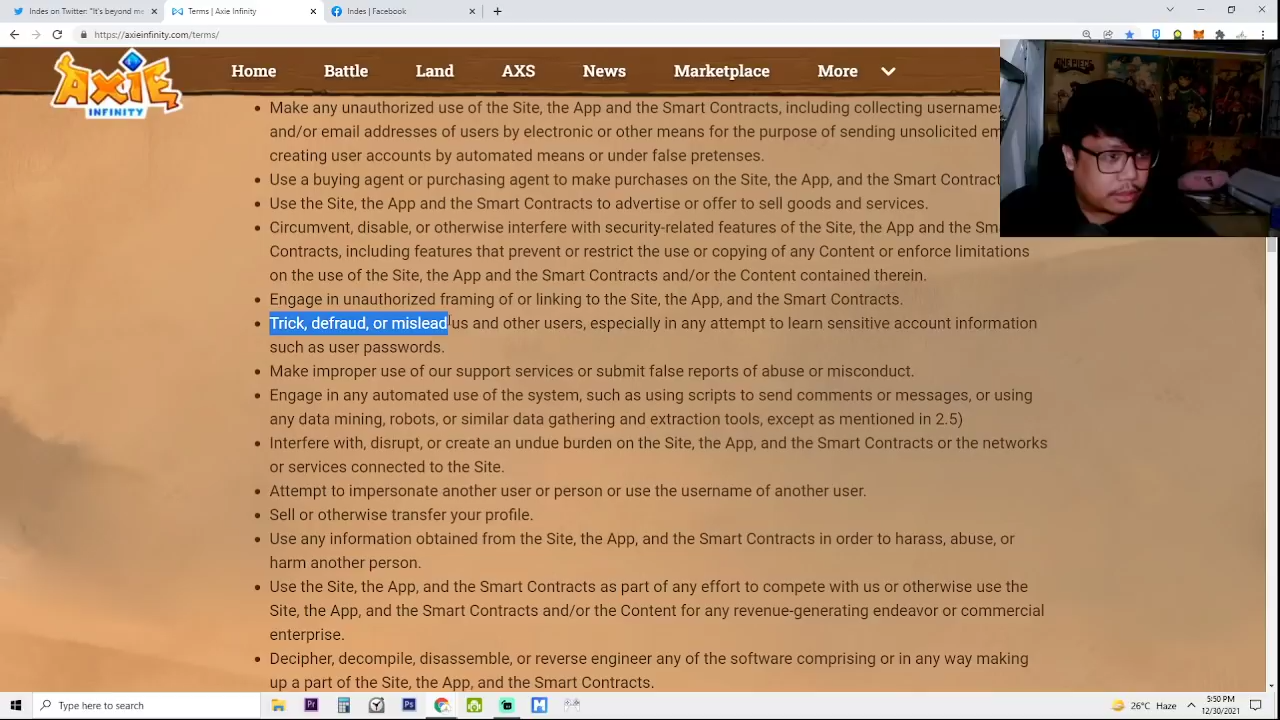 Indes on Twitter: "It's beyond m
Terms | Axie Infinity
Indes | Facebook
https://axieinfinity.com/terms/
AXIE
INFINITY
Home Battle Land AXS News Marketplace More
ONE PIECE
Make any unauthorized use of the Site, the App and the Smart Contracts, including collecting usernames
and/or email addresses of users by electronic or other means for the purpose of sending unsolicited em
creating user accounts by automated means or under false pretenses.
Use a buying agent or purchasing agent to make purchases on the Site, the App, and the Smart Contract
Use the Site, the App and the Smart Contracts to advertise or offer to sell goods and services.
Circumvent, disable, or otherwise interfere with security-related features of the Site, the App and the Sm
Contracts, including features that prevent or restrict the use or copying of any Content or enforce limitations
on the use of the Site, the App and the Smart Contracts and/or the Content contained therein.
Engage in unauthorized framing of or linking to the Site, the App, and the Smart Contracts.
Trick, defraud, or mislead us and other users, especially in any attempt to learn sensitive account information
such as user passwords.
Make improper use of our support services or submit false reports of abuse or misconduct.
Engage in any automated use of the system, such as using scripts to send comments or messages, or using
any data mining, robots, or similar data gathering and extraction tools, except as mentioned in 2.5)
Interfere with, disrupt, or create an undue burden on the Site, the App, and the Smart Contracts or the networks
or services connected to the Site.
Attempt to impersonate another user or person or use the username of another user.
Sell or otherwise transfer your profile.
Use any information obtained from the Site, the App, and the Smart Contracts in order to harass, abuse, or
harm another person.
Use the Site, the App, and the Smart Contracts as part of any effort to compete with us or otherwise use the
Site, the App, and the Smart Contracts and/or the Content for any revenue-generating endeavor or commercial
enterprise.
Decipher, decompile, disassemble, or reverse engineer any of the software comprising or in any way making
up a part of the Site, the App, and the Smart Contracts.
Type here to search
Pr
Ps
26°C Haze
5:50 PM
12/30/2021